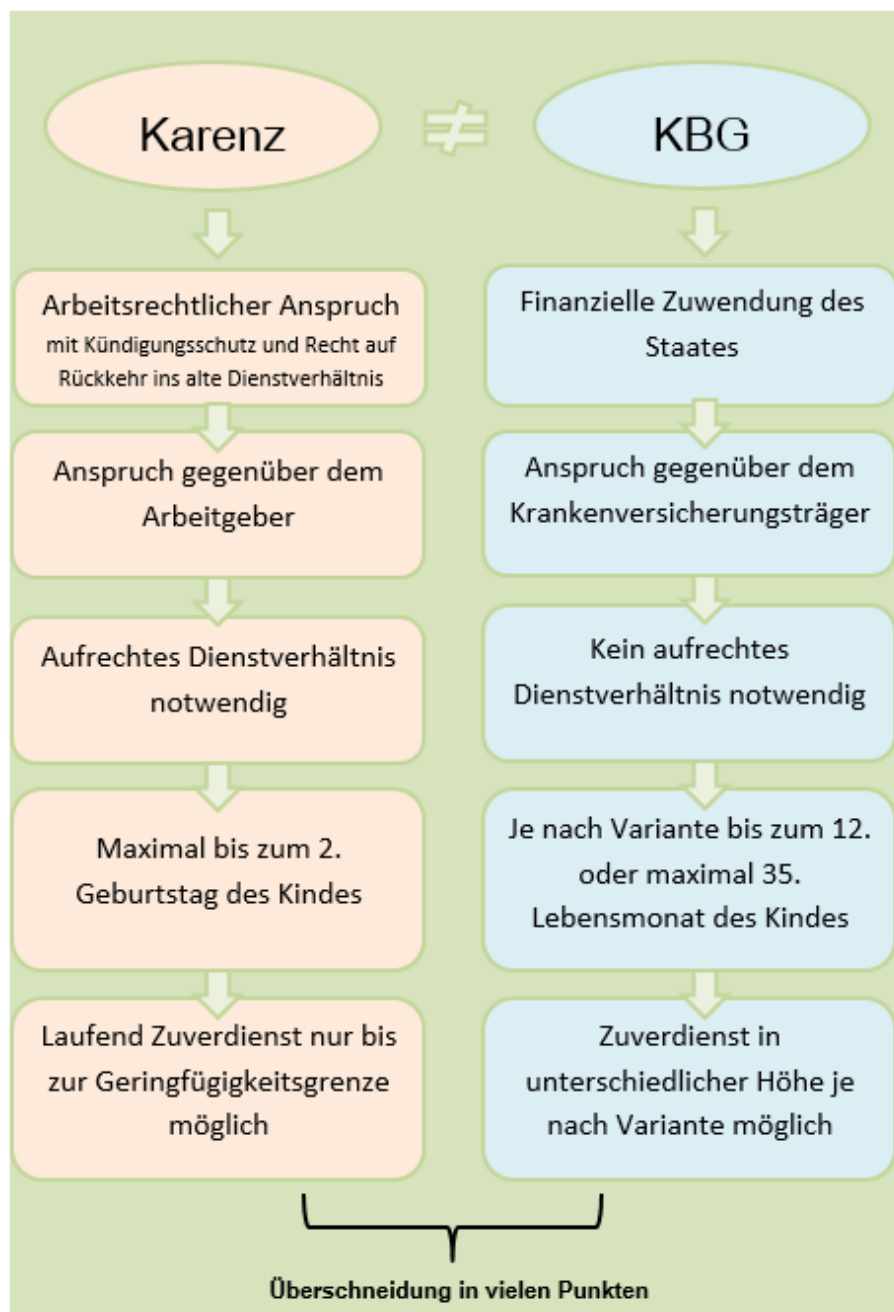 Karenz
≠
KBG
Arbeitsrechtlicher Anspruch
mit Kündigungsschutz und Recht auf
Rückkehr ins alte Dienstverhältnis
Finanzielle Zuwendung des
Staates
Anspruch gegenüber dem
Arbeitgeber
Anspruch gegenüber dem
Krankenversicherungsträger
Aufrechtes Dienstverhältnis
notwendig
Kein aufrechtes
Dienstverhältnis notwendig
Maximal bis zum 2.
Geburtstag des Kindes
Je nach Variante bis zum 12.
oder maximal 35.
Lebensmonat des Kindes
Laufend Zuverdienst nur bis
zur Geringfügigkeitsgrenze
möglich
Zuverdienst in
unterschiedlicher Höhe je
nach Variante möglich
Überschneidung in vielen Punkten